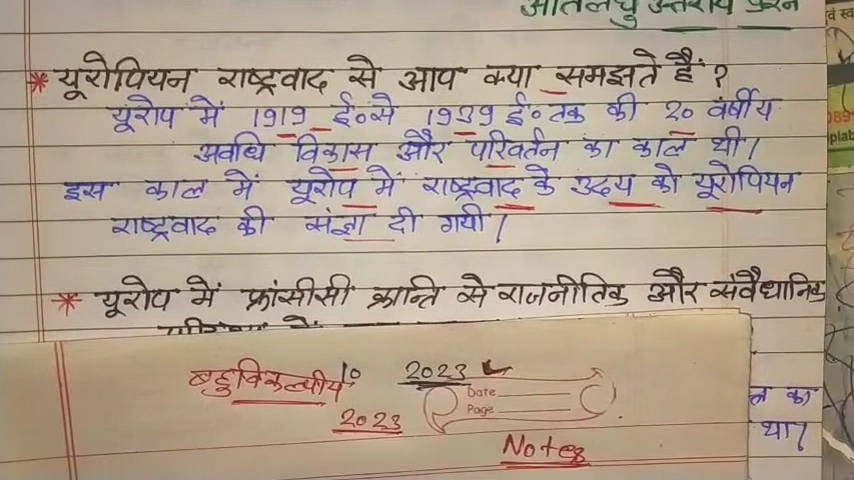 अतिलघु उत्तरीय प्रश्न
* यूरोपियन राष्ट्रवाद से आप क्या समझते हैं ?
यूरोप में 1919 ई० से 1939 ई० तक की 20 वर्षीय
अवधि विकास और परिवर्तन का काल थी।
इस काल में यूरोप में राष्ट्रवाद के उदय को यूरोपियन
राष्ट्रवाद की संज्ञा दी गयी।
* यूरोप में फ्रांसीसी क्रान्ति से राजनीतिक और संवैधानिक
का
था।
बहुविकल्पीय 10 2023
2023
Date
Page
Notes